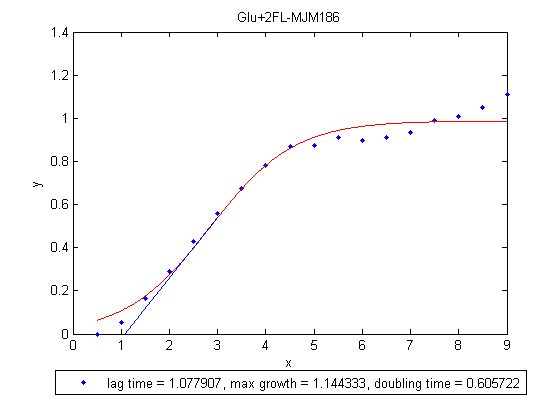 Glu+2FL-MJM186
1.4
1.2
1
0.8
0.6
0.4
0.2
0
y
0 1 2 3 4 5 6 7 8 9
x
lag time = 1.077907, max growth = 1.144333, doubling time = 0.605722